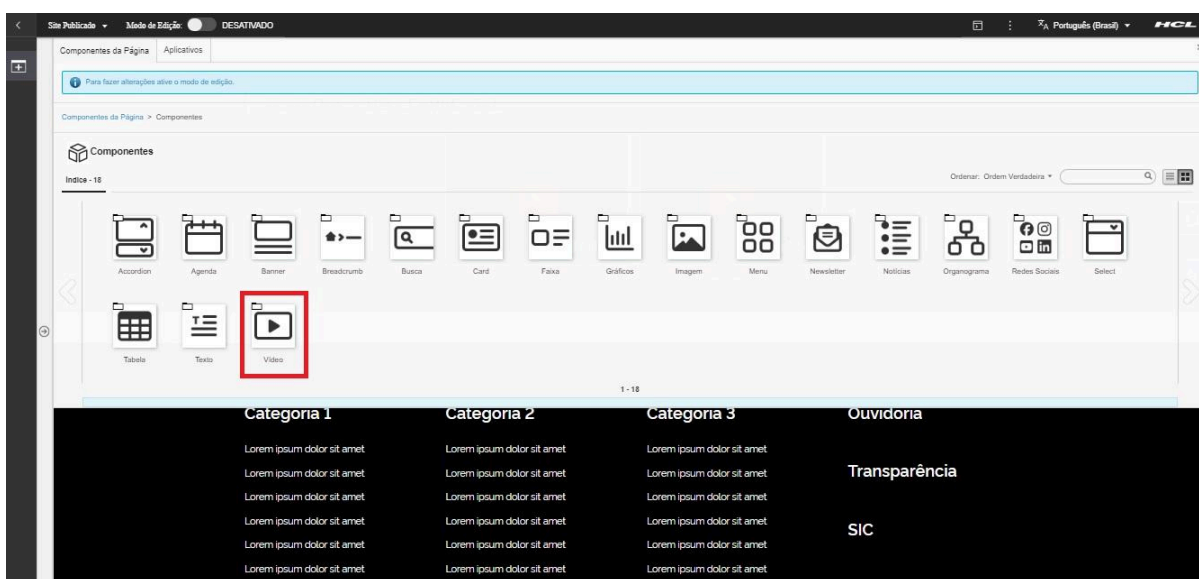 Site Publicado Modo de Edição: DESATIVADO Português (Brasil) HCL
Componentes da Página Aplicativos
Para fazer alterações ative o modo de edição.
Componentes da Página > Componentes
Componentes
Indice - 18 Ordenar: Ordem Verdadeira
Accordion Agenda Banner Breadcrumb Busca Card Faixa Gráficos Imagem Menu Newsletter Notícias Organograma Redes Sociais Select
Tabela Texto Vídeo
1 - 18
Categoria 1 Categoria 2 Categoria 3 Ouvidoria
Lorem ipsum dolor sit amet Lorem ipsum dolor sit amet Lorem ipsum dolor sit amet
Lorem ipsum dolor sit amet Lorem ipsum dolor sit amet Lorem ipsum dolor sit amet Transparência
Lorem ipsum dolor sit amet Lorem ipsum dolor sit amet Lorem ipsum dolor sit amet
Lorem ipsum dolor sit amet Lorem ipsum dolor sit amet Lorem ipsum dolor sit amet SIC
Lorem ipsum dolor sit amet Lorem ipsum dolor sit amet Lorem ipsum dolor sit amet
Lorem ipsum dolor sit amet Lorem ipsum dolor sit amet Lorem ipsum dolor sit amet